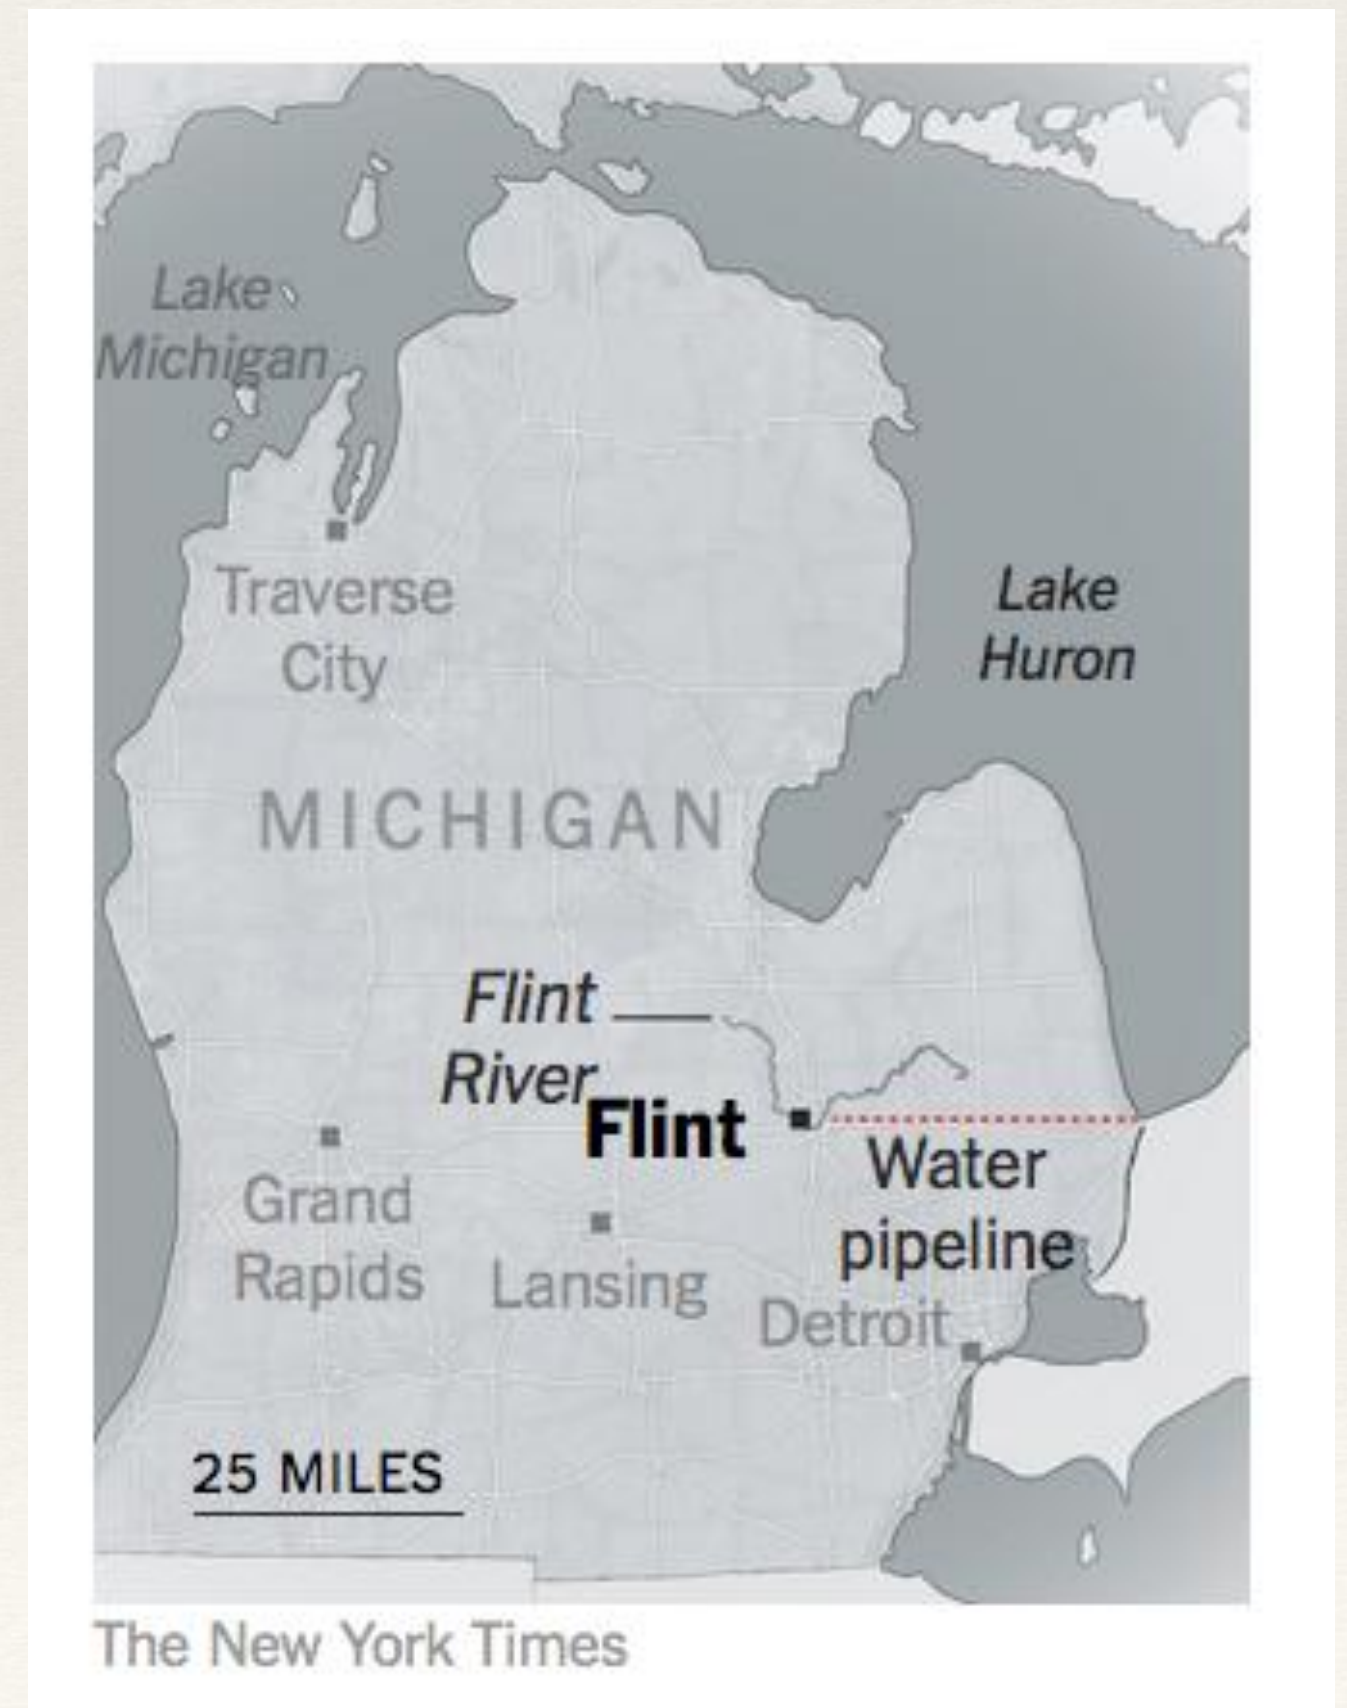 Lake
Michigan
Traverse
City
Lake
Huron
MICHIGAN
Flint
River
Flint
Water
pipeline
Grand
Rapids
Lansing
Detroit
25 MILES
The New York Times